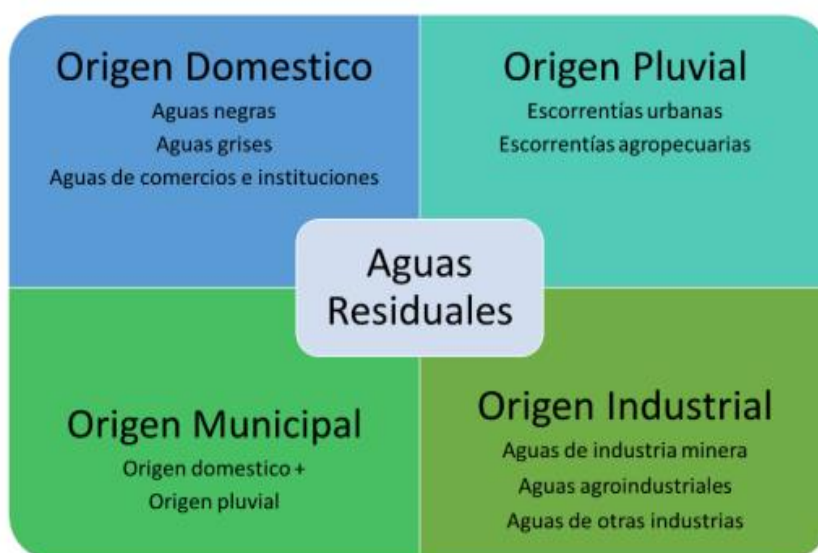 Origen Domestico
Aguas negras
Aguas grises
Aguas de comercios e instituciones
Origen Pluvial
Escorrentías urbanas
Escorrentías agropecuarias
Aguas
Residuales
Origen Municipal
Origen domestico +
Origen pluvial
Origen Industrial
Aguas de industria minera
Aguas agroindustriales
Aguas de otras industrias